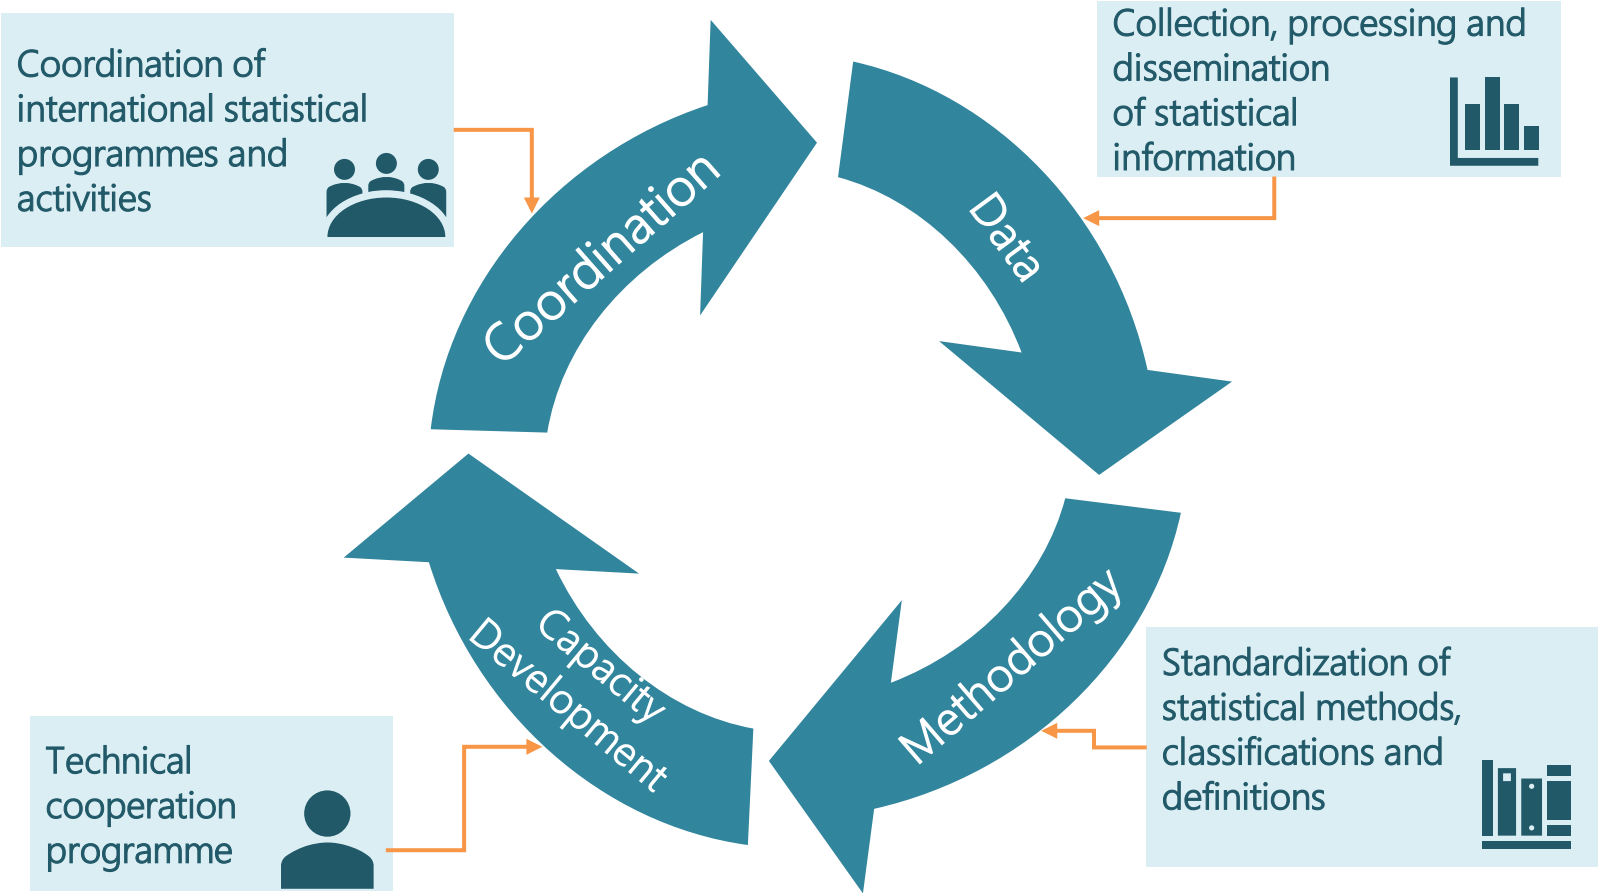 Coordination of
international statistical
programmes and
activities
Collection, processing and
dissemination
of statistical
information
Coordination
Data
Methodology
Capacity
Development
Standardization of
statistical methods,
classifications and
definitions
Technical
cooperation
programme